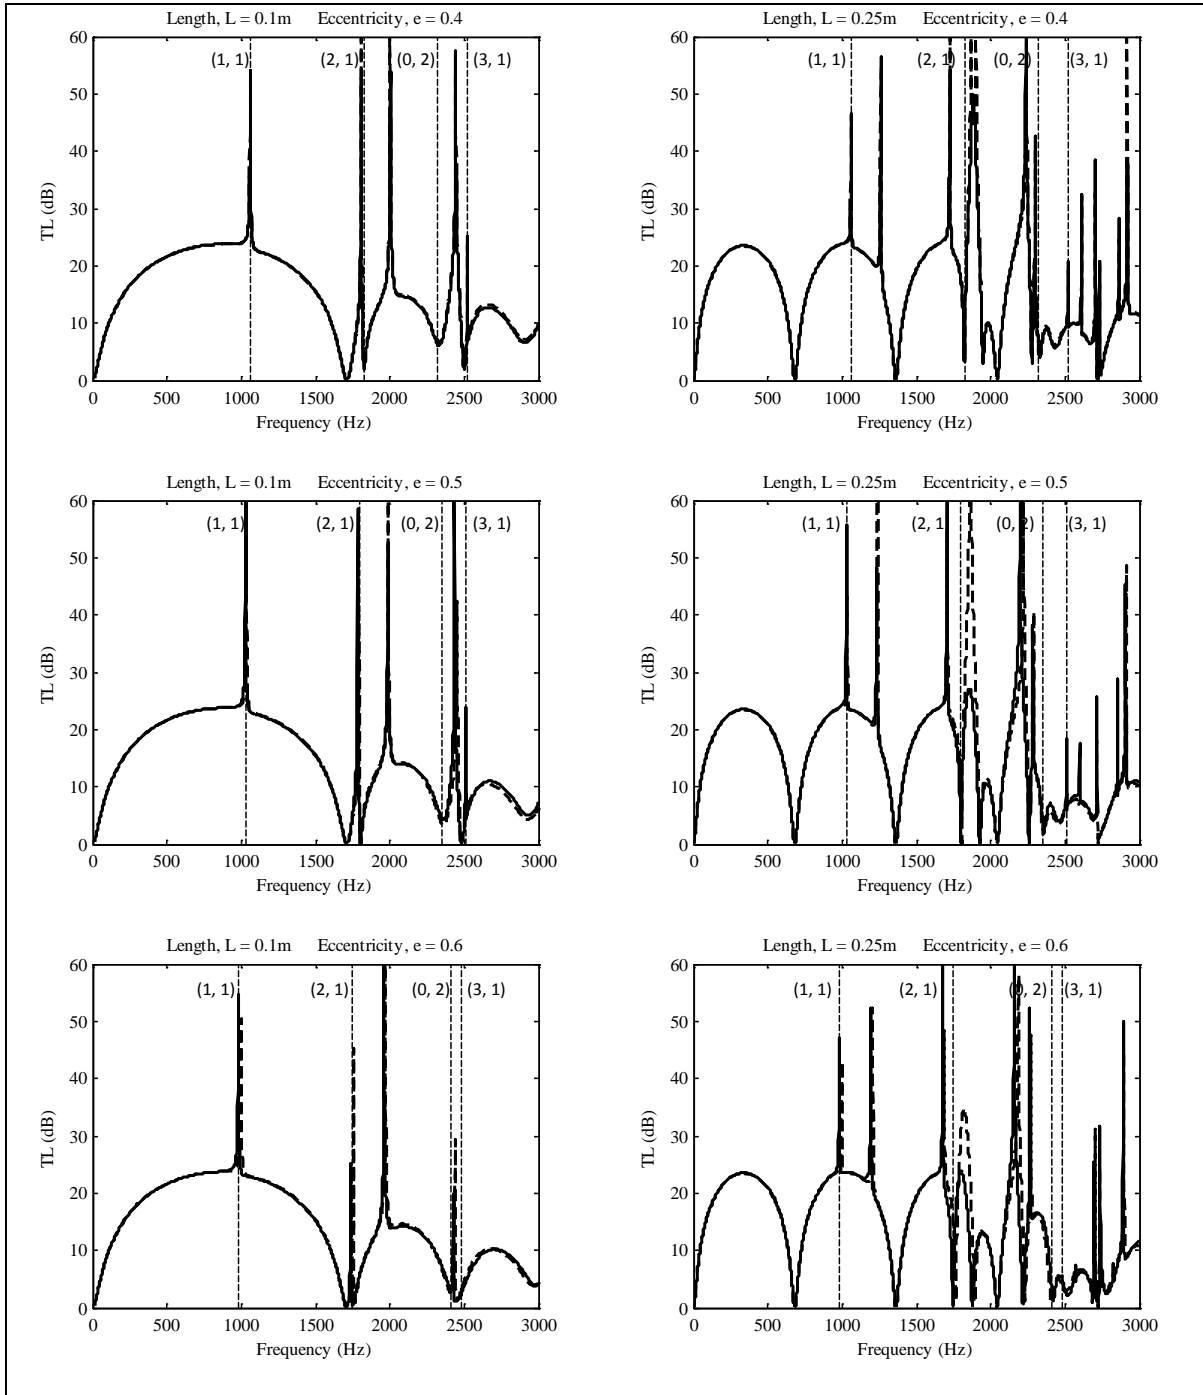 Length, L = 0.1m Eccentricity, e = 0.4
60
50
40
30
20
10
0
TL (dB)
(1, 1) (2, 1) (0, 2) (3, 1)
0 500 1000 1500 2000 2500 3000
Frequency (Hz)
Length, L = 0.25m Eccentricity, e = 0.4
60
50
40
30
20
10
0
TL (dB)
(1, 1) (2, 1) (0, 2) (3, 1)
0 500 1000 1500 2000 2500 3000
Frequency (Hz)
Length, L = 0.1m Eccentricity, e = 0.5
60
50
40
30
20
10
0
TL (dB)
(1, 1) (2, 1) (0, 2) (3, 1)
0 500 1000 1500 2000 2500 3000
Frequency (Hz)
Length, L = 0.25m Eccentricity, e = 0.5
60
50
40
30
20
10
0
TL (dB)
(1, 1) (2, 1) (0, 2) (3, 1)
0 500 1000 1500 2000 2500 3000
Frequency (Hz)
Length, L = 0.1m Eccentricity, e = 0.6
60
50
40
30
20
10
0
TL (dB)
(1, 1) (2, 1) (0, 2) (3, 1)
0 500 1000 1500 2000 2500 3000
Frequency (Hz)
Length, L = 0.25m Eccentricity, e = 0.6
60
50
40
30
20
10
0
TL (dB)
(1, 1) (2, 1) (0, 2) (3, 1)
0 500 1000 1500 2000 2500 3000
Frequency (Hz)